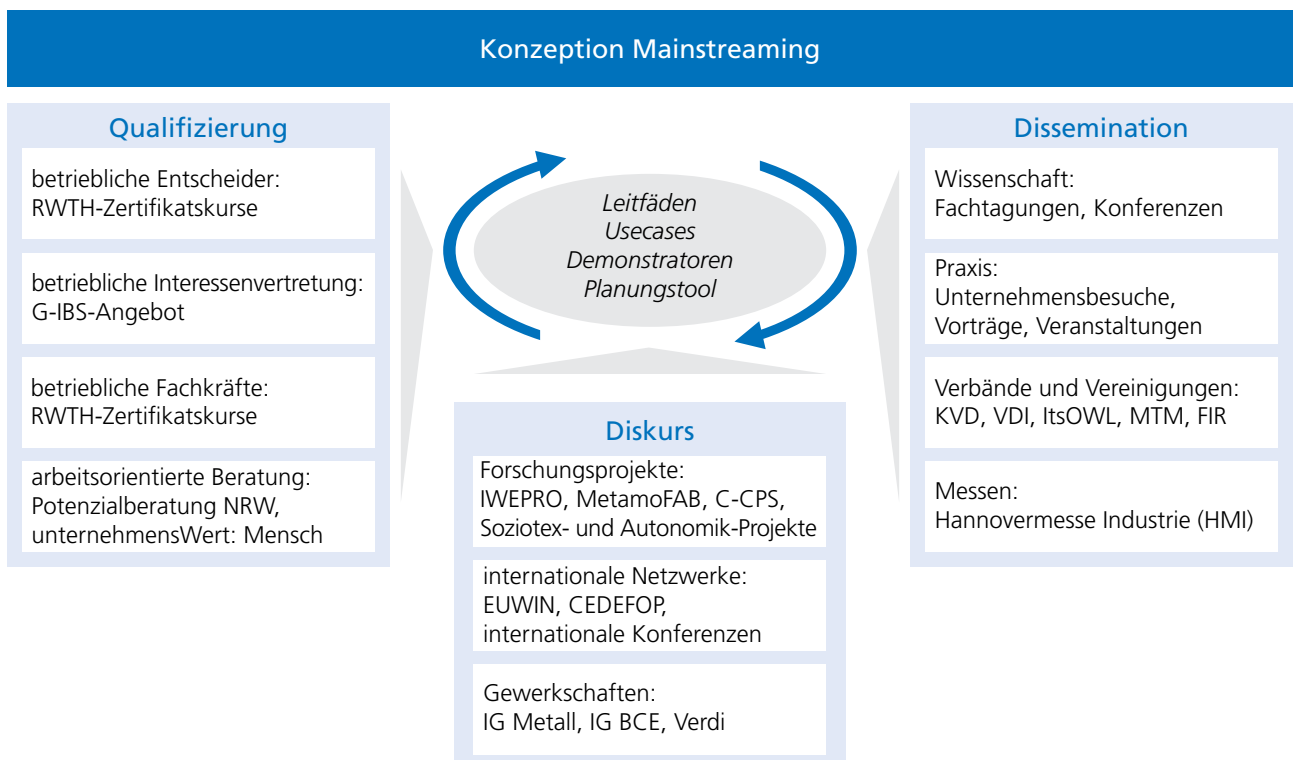 Konzeption Mainstreaming
Qualifizierung
betriebliche Entscheider:
RWTH-Zertifikatskurse
betriebliche Interessenvertretung:
G-IBS-Angebot
betriebliche Fachkräfte:
RWTH-Zertifikatskurse
arbeitsorientierte Beratung:
Potenzialberatung NRW,
unternehmensWert: Mensch
Leitfäden
Usecases
Demonstratoren
Planungstool
Diskurs
Forschungsprojekte:
IWEPRO, MetamoFAB, C-CPS,
Soziotex- und Autonomik-Projekte
internationale Netzwerke:
EUWIN, CEDEFOP,
internationale Konferenzen
Gewerkschaften:
IG Metall, IG BCE, Verdi
Dissemination
Wissenschaft:
Fachtagungen, Konferenzen
Praxis:
Unternehmensbesuche,
Vorträge, Veranstaltungen
Verbände und Vereinigungen:
KVD, VDI, ItsOWL, MTM, FIR
Messen:
Hannovermesse Industrie (HMI)